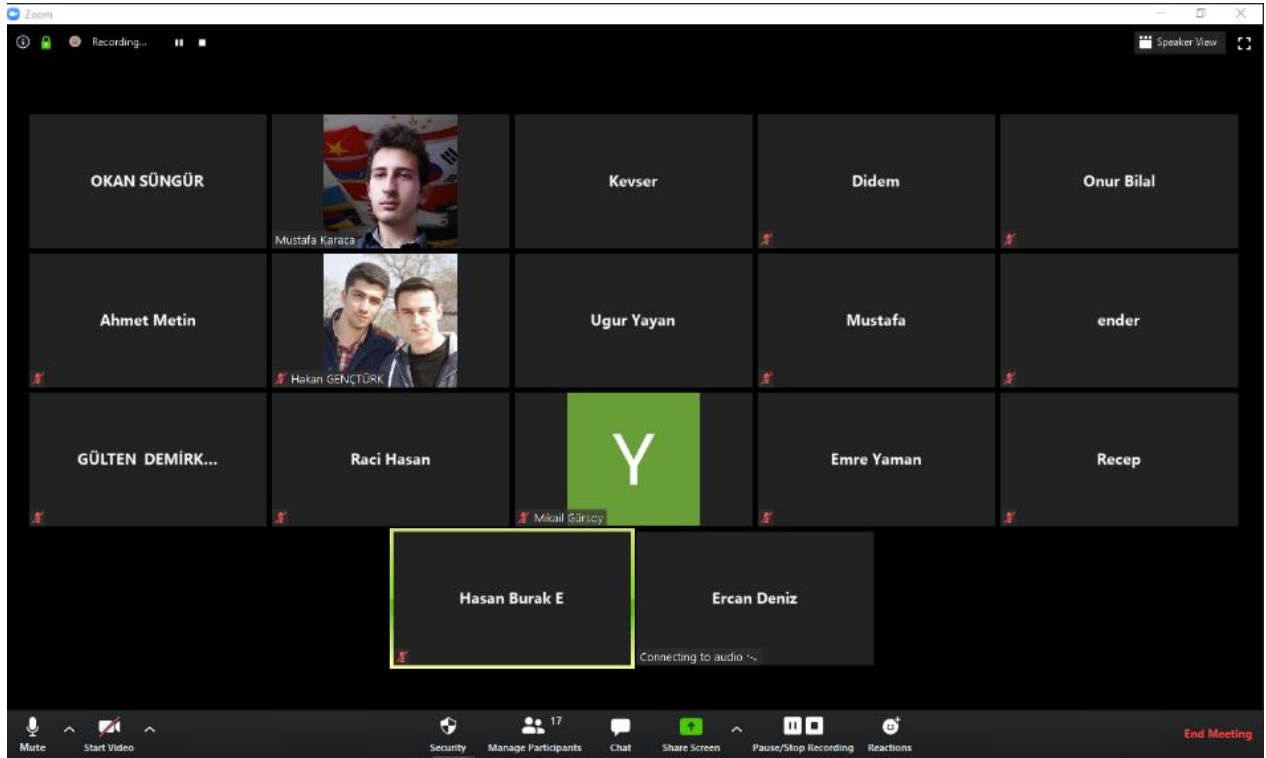 Zoom
Recording...
Speaker View
OKAN SÜNGÜR
Mustafa Karaca
Kevser
Didem
Onur Bilal
Ahmet Metin
Hakan GENÇTÜRK
Ugur Yayan
Mustafa
ender
GÜLTEN DEMİRK...
Raci Hasan
Y
Mikail Gürsoy
Emre Yaman
Recep
Hasan Burak E
Ercan Deniz
Connecting to audio
Mute
Start Video
Security
17
Manage Participants
Chat
Share Screen
Pause/Stop Recording
Reactions
End Meeting